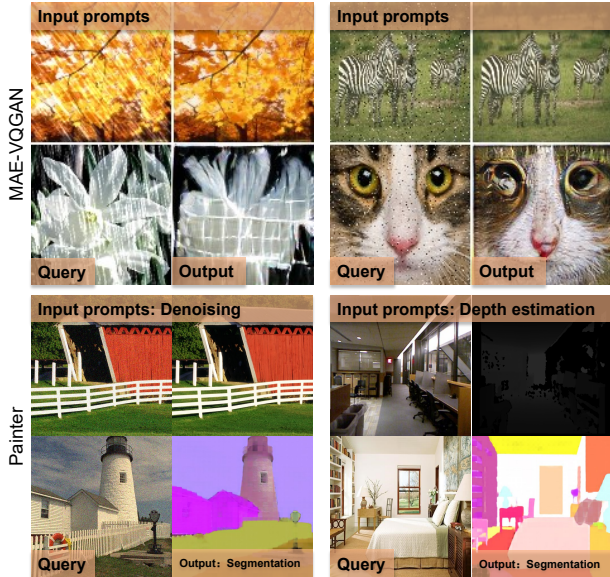 MAE-VQGAN
Input prompts
Input prompts
Query
Output
Query
Output
Painter
Input prompts: Denoising
Input prompts: Depth estimation
Query
Output: Segmentation
Query
Output: Segmentation